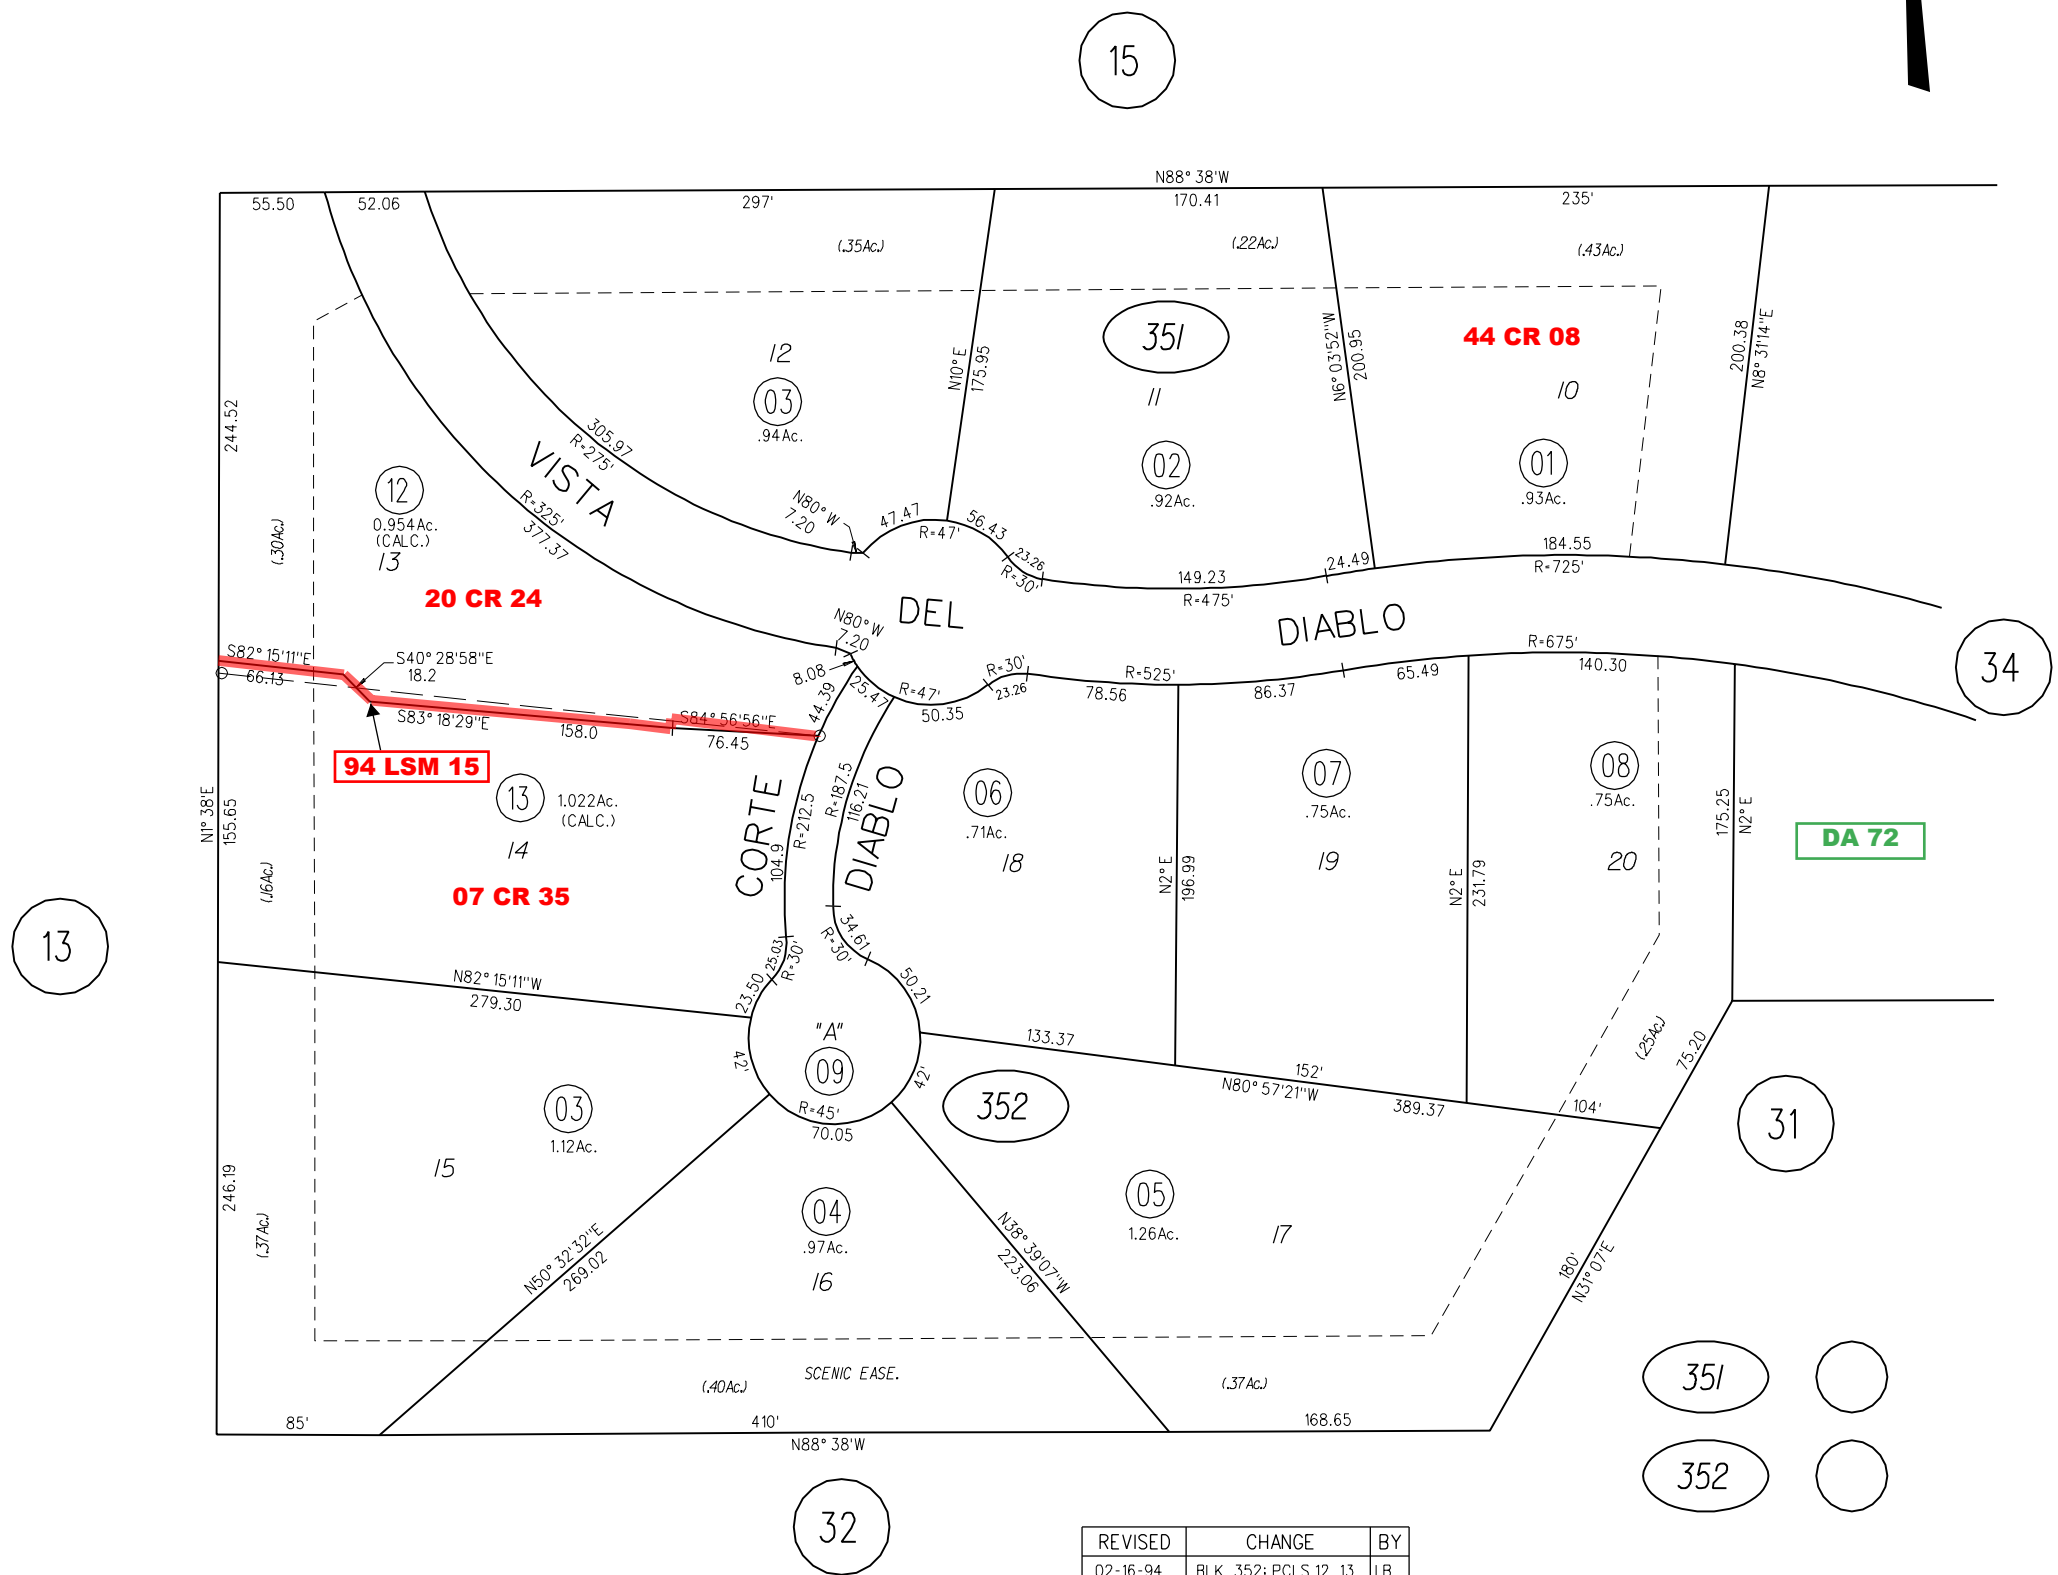 15
N88° 38'W
55.50
52.06
297'
170.41
235'
(.35Ac.)
(.22Ac.)
(.43Ac.)
351
44 CR 08
12
03
.94Ac.
N10° E
175.95
11
02
.92Ac.
N6° 03'52"W
200.95
10
01
.93Ac.
200.38
N8° 31'14"E
244.52
305.97
R=275'
VISTA
12
0.954Ac.
(CALC.)
13
(.30Ac.)
R=325'
377.37
N80° W
7.20
47.47
R=47'
56.43
23.26
R=30'
149.23
R=475'
24.49
184.55
R=725'
20 CR 24
DEL
DIABLO
N80° W
7.20
8.08
25.47
R=47'
50.35
R=30'
23.26
R=525'
78.56
86.37
65.49
R=675'
140.30
34
S82° 15'11"E
66.13
S40° 28'58"E
18.2
S83° 18'29"E
158.0
S84° 56'56"E
76.45
44.39
94 LSM 15
13
1.022Ac.
(CALC.)
14
07 CR 35
N1° 38'E
155.65
(.16Ac.)
CORTE
DIABLO
R=212.5
104.9
R=187.5
116.21
06
.71Ac.
18
N2° E
196.99
07
.75Ac.
19
N2° E
231.79
08
.75Ac.
20
175.25
N2° E
DA 72
13
N82° 15'11"W
279.30
23.50
25.03
R=30'
34.61
R=30'
50.21
"A"
09
42'
42'
R=45'
70.05
133.37
152'
N80° 57'21"W
389.37
104'
(.25Ac.)
75.20
352
31
03
1.12Ac.
15
246.19
(.37Ac.)
04
.97Ac.
16
05
1.26Ac.
17
N50° 32'32"E
269.02
N38° 39'07"W
223.06
180'
N31° 07'E
SCENIC EASE.
(.40Ac.)
(.37Ac.)
85'
410'
168.65
N88° 38'W
351
352
32
REVISED CHANGE BY
02-16-94 BLK. 352; PCLS 12, 13 LB